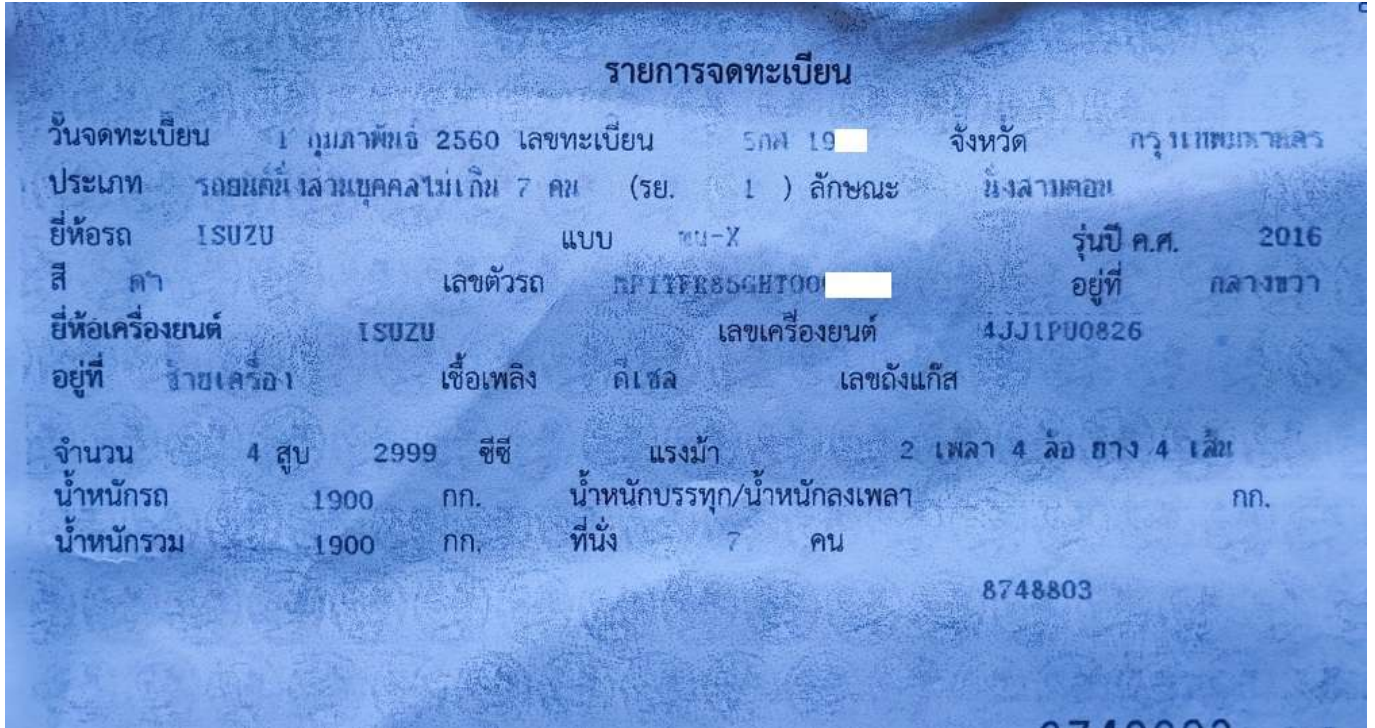 รายการจดทะเบียน
วันจดทะเบียน 1 กุมภาพันธ์ 2560 เลขทะเบียน 5กศ 19 จังหวัด กรุงเทพมหานคร
ประเภท รถยนต์นั่งส่วนบุคคลไม่เกิน 7 คน (รย. 1 ) ลักษณะ นั่งสามตอน
ยี่ห้อรถ ISUZU แบบ มิว-X รุ่นปี ค.ศ. 2016
สี ดำ เลขตัวรถ MP1TFR85GHT00 อยู่ที่ กลางขวา
ยี่ห้อเครื่องยนต์ ISUZU เลขเครื่องยนต์ 4JJ1PU0826
อยู่ที่ ซ้ายเครื่อง เชื้อเพลิง ดีเซล เลขถังแก๊ส
จำนวน 4 สูบ 2999 ซีซี แรงม้า 2 เพลา 4 ล้อ ยาง 4 เส้น
น้ำหนักรถ 1900 กก. น้ำหนักบรรทุก/น้ำหนักลงเพลา กก.
น้ำหนักรวม 1900 กก. ที่นั่ง 7 คน
8748803